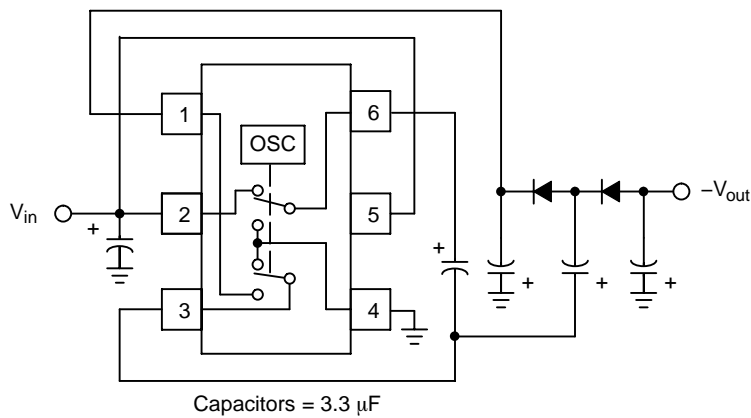 1
6
OSC
V_in
2
5
−V_out
+
+
+
+
+
3
4
Capacitors = 3.3 μF